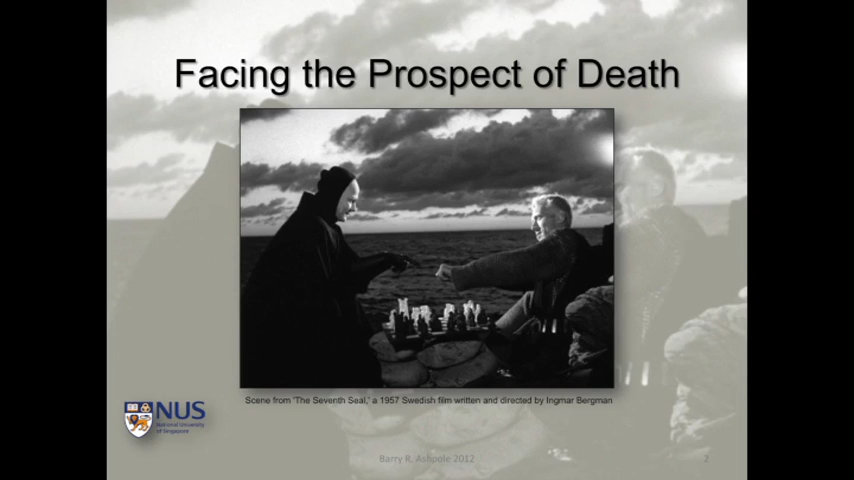 Facing the Prospect of Death
Scene from 'The Seventh Seal,' a 1957 Swedish film written and directed by Ingmar Bergman
NUS
National University
of Singapore
Barry R. Ashpole 2012
2